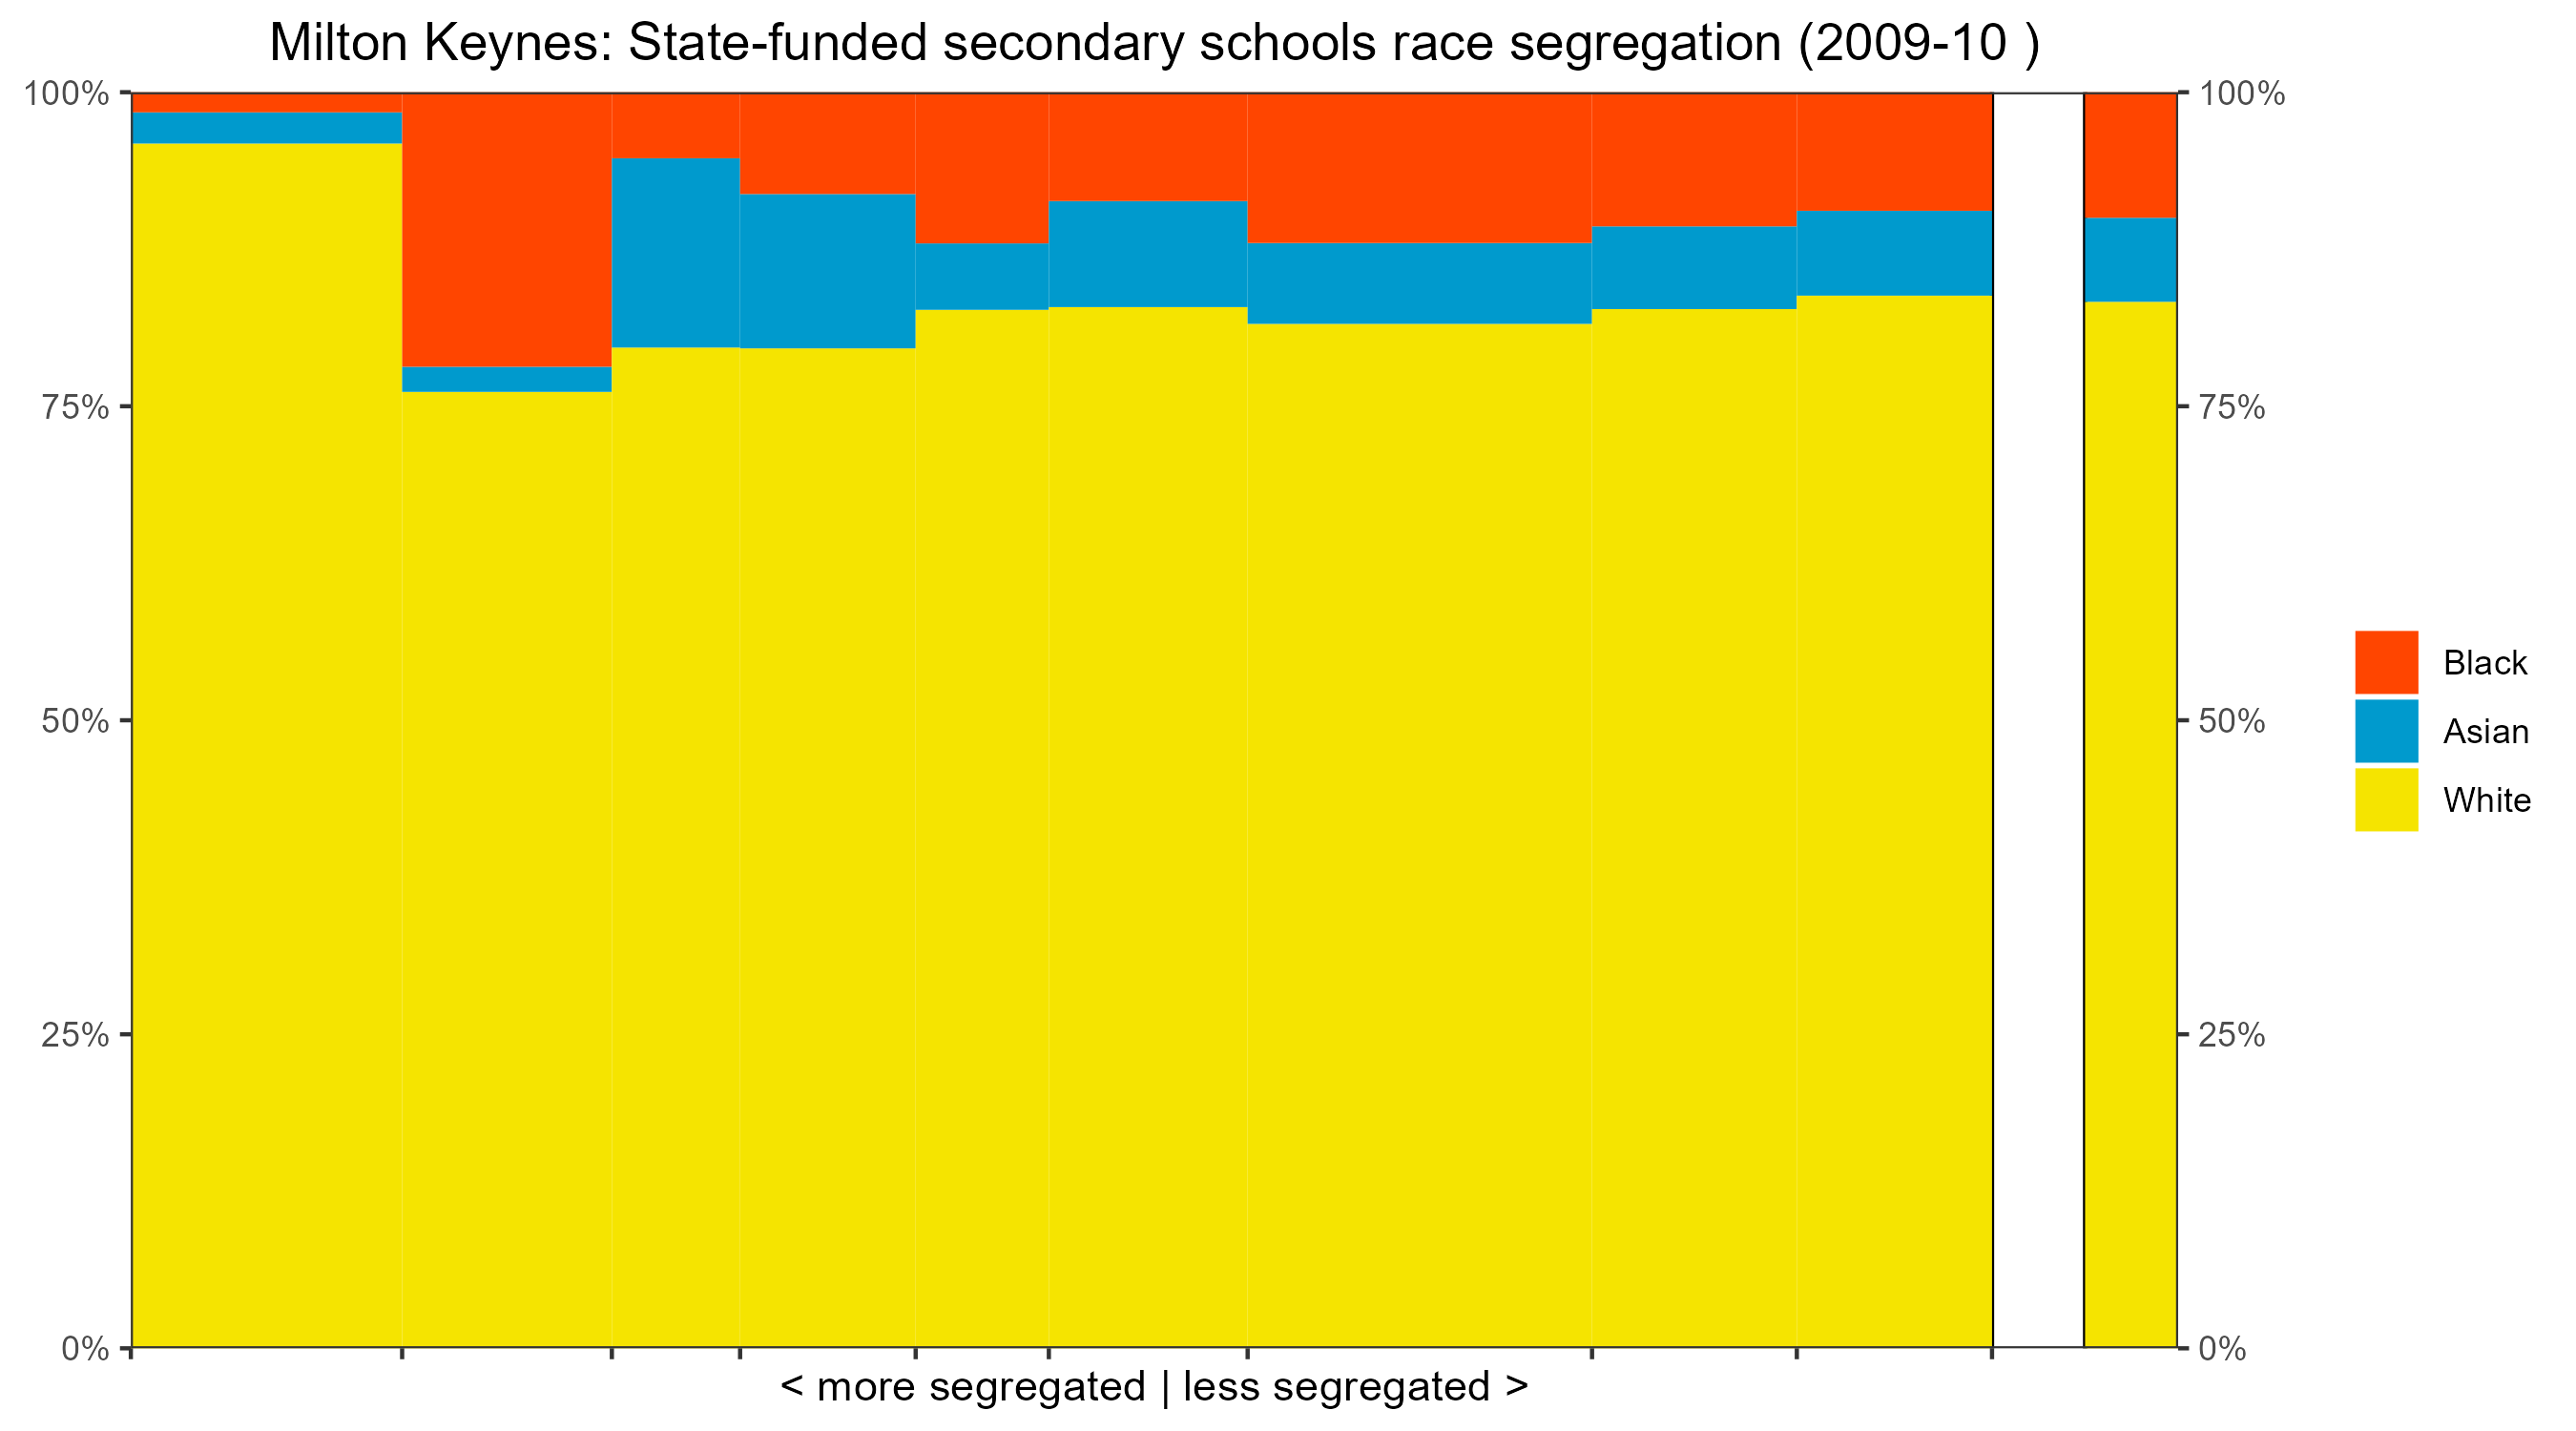 Milton Keynes: State-funded secondary schools race segregation (2009-10 )
100%
75%
50%
25%
0%
100%
75%
50%
25%
0%
Black
Asian
White
< more segregated | less segregated >